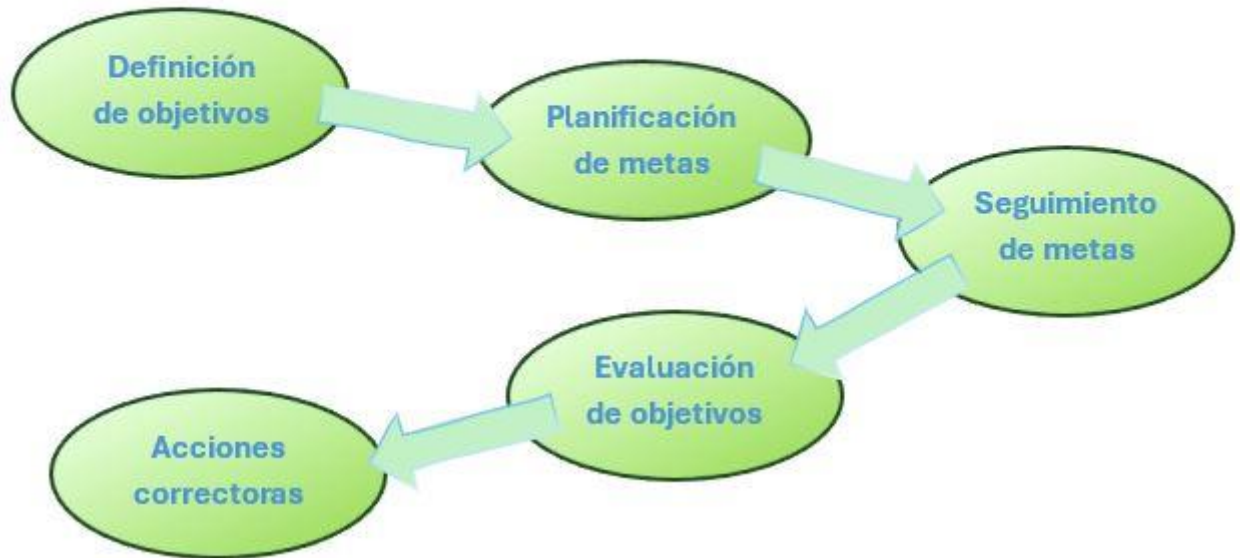 Definición
de objetivos
Planificación
de metas
Seguimiento
de metas
Evaluación
de objetivos
Acciones
correctoras